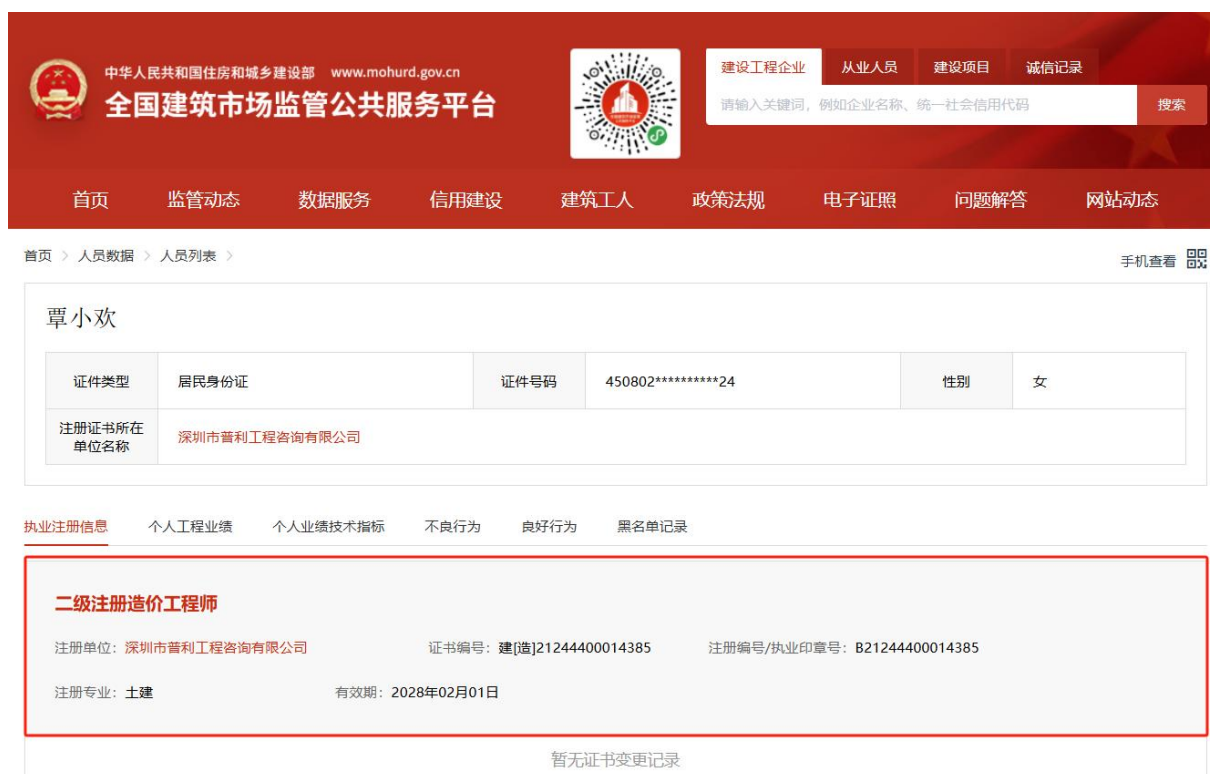 中华人民共和国住房和城乡建设部 www.mohurd.gov.cn
全国建筑市场监管公共服务平台
建设工程企业 从业人员 建设项目 诚信记录
请输入关键词，例如企业名称、统一社会信用代码 搜索
首页 监管动态 数据服务 信用建设 建筑工人 政策法规 电子证照 问题解答 网站动态
首页 > 人员数据 > 人员列表 >
手机查看
覃小欢
证件类型 居民身份证 证件号码 450802**********24 性别 女
注册证书所在
单位名称
深圳市普利工程咨询有限公司
执业注册信息 个人工程业绩 个人业绩技术指标 不良行为 良好行为 黑名单记录
二级注册造价工程师
注册单位：深圳市普利工程咨询有限公司 证书编号：建[造]21244400014385 注册编号/执业印章号：B21244400014385
注册专业：土建 有效期：2028年02月01日
暂无证书变更记录